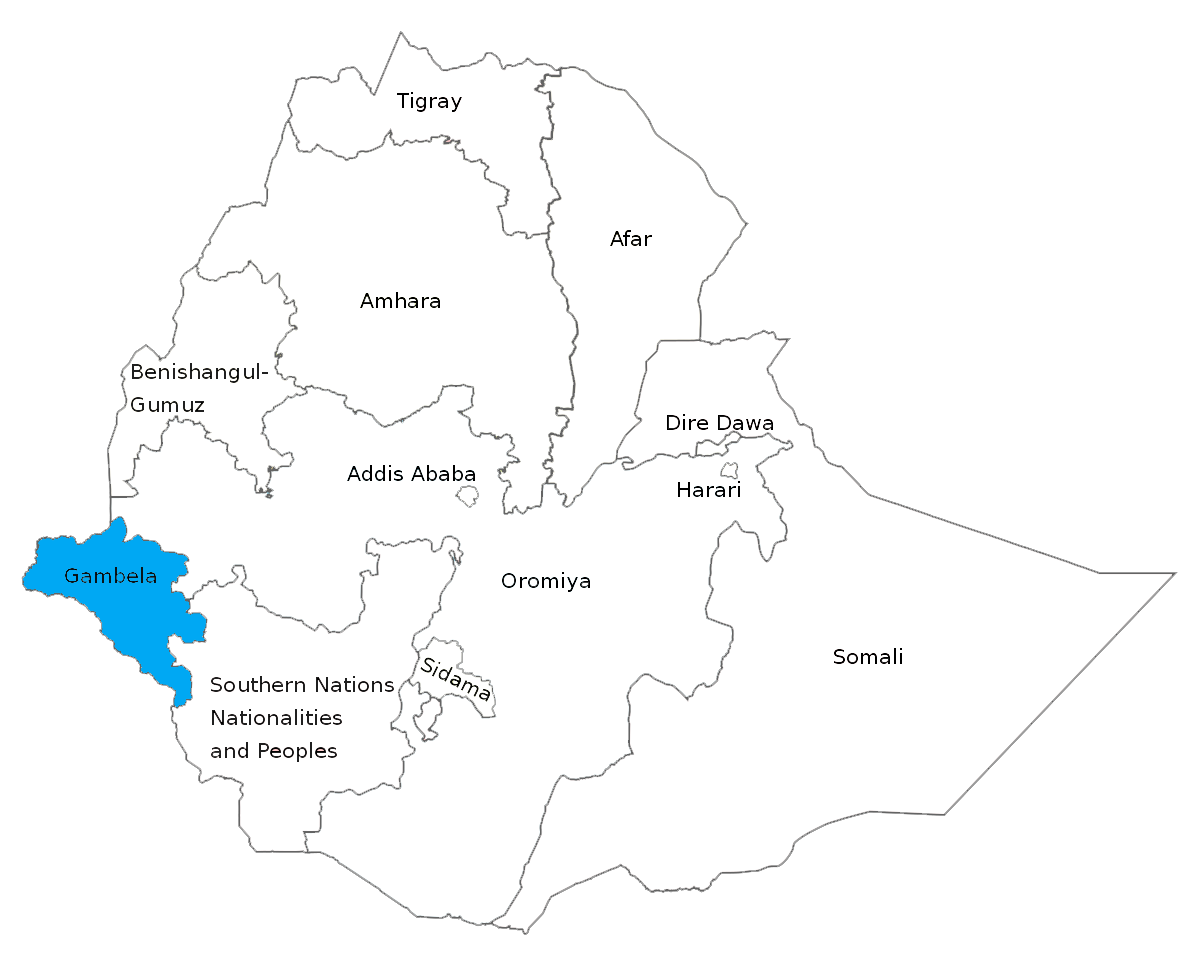 Tigray
Afar
Amhara
Benishangul-
Gumuz
Dire Dawa
Addis Ababa
Harari
Gambela
Oromiya
Somali
Sidama
Southern Nations
Nationalities
and Peoples